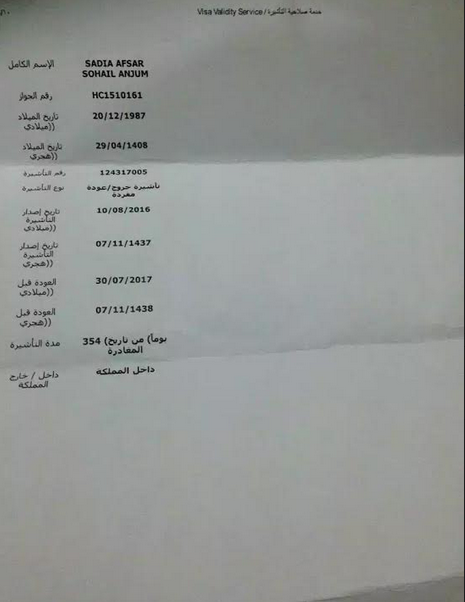 Visa Validity Service / خدمة صلاحية التأشيرة
الإسم الكامل SADIA AFSAR
SOHAIL ANJUM
رقم الجواز HC1510161
تاريخ الميلاد 20/12/1987
((ميلادي
تاريخ الميلاد 29/04/1408
((هجري
رقم التأشيرة 124317005
نوع التأشيرة تأشيرة خروج/عودة
مفردة
تاريخ إصدار 10/08/2016
التأشيرة
((ميلادي
تاريخ إصدار 07/11/1437
التأشيرة
((هجري
العودة قبل 30/07/2017
((ميلادي
العودة قبل 07/11/1438
((هجري
مدة التأشيرة 354 (يوماً) من تاريخ
المغادرة
داخل / خارج داخل المملكة
المملكة